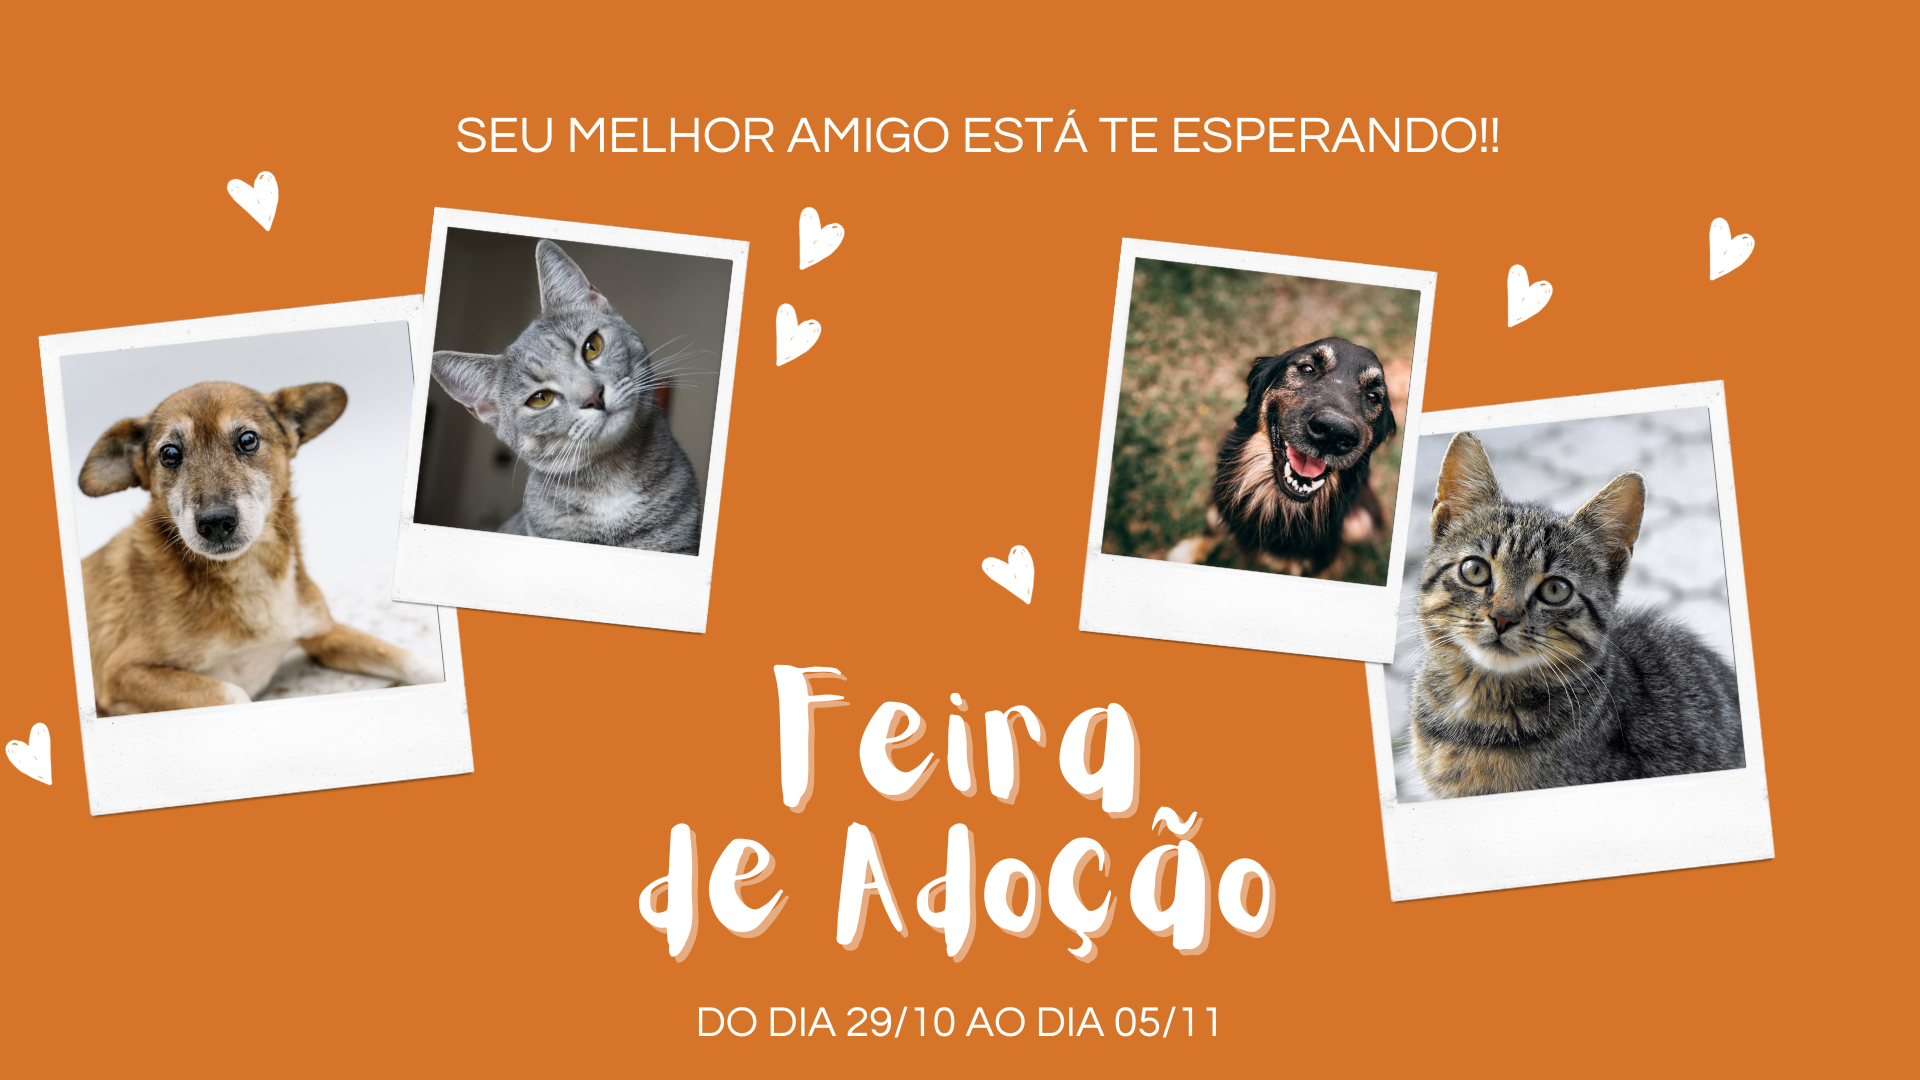 SEU MELHOR AMIGO ESTÁ TE ESPERANDO!!
Feira
de Adoção
DO DIA 29/10 AO DIA 05/11